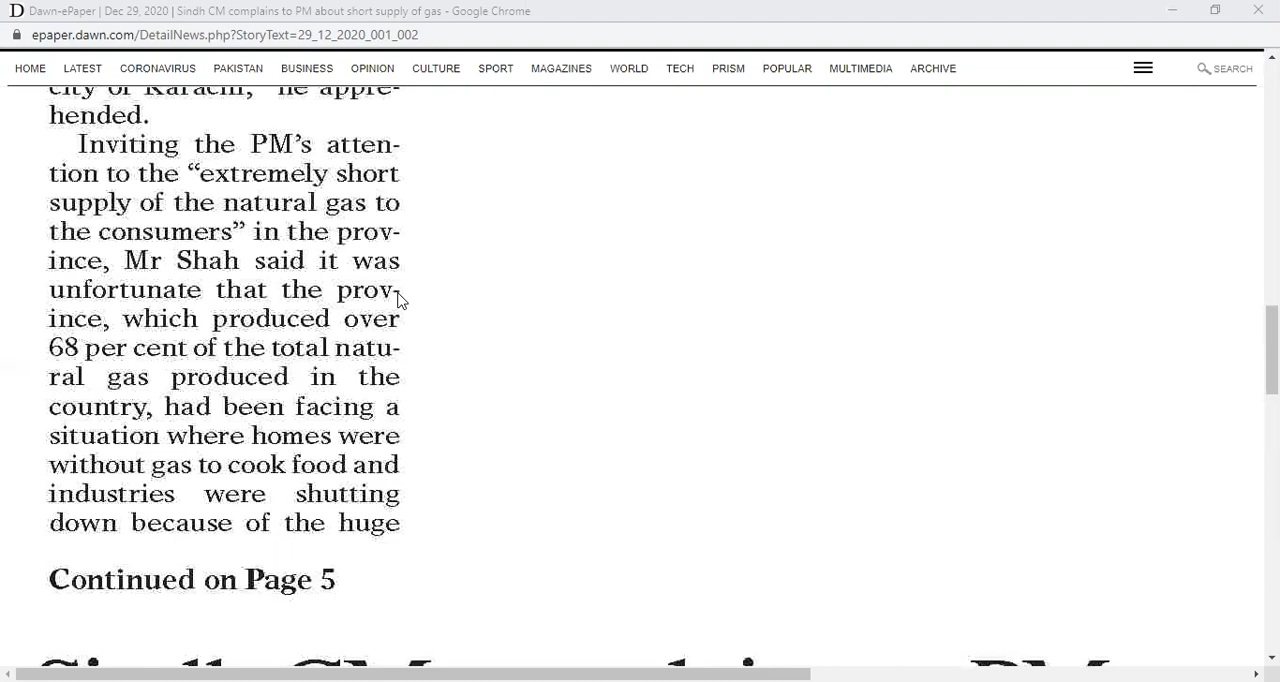 D Dawn-ePaper | Dec 29, 2020 | Sindh CM complains to PM about short supply of gas - Google Chrome
epaper.dawn.com/DetailNews.php?StoryText=29_12_2020_001_002
HOME LATEST CORONAVIRUS PAKISTAN BUSINESS OPINION CULTURE SPORT MAGAZINES WORLD TECH PRISM POPULAR MULTIMEDIA ARCHIVE SEARCH
city of Karachi," he appre-
hended.
Inviting the PM's atten-
tion to the “extremely short
supply of the natural gas to
the consumers” in the prov-
ince, Mr Shah said it was
unfortunate that the prov-
ince, which produced over
68 per cent of the total natu-
ral gas produced in the
country, had been facing a
situation where homes were
without gas to cook food and
industries were shutting
down because of the huge
Continued on Page 5